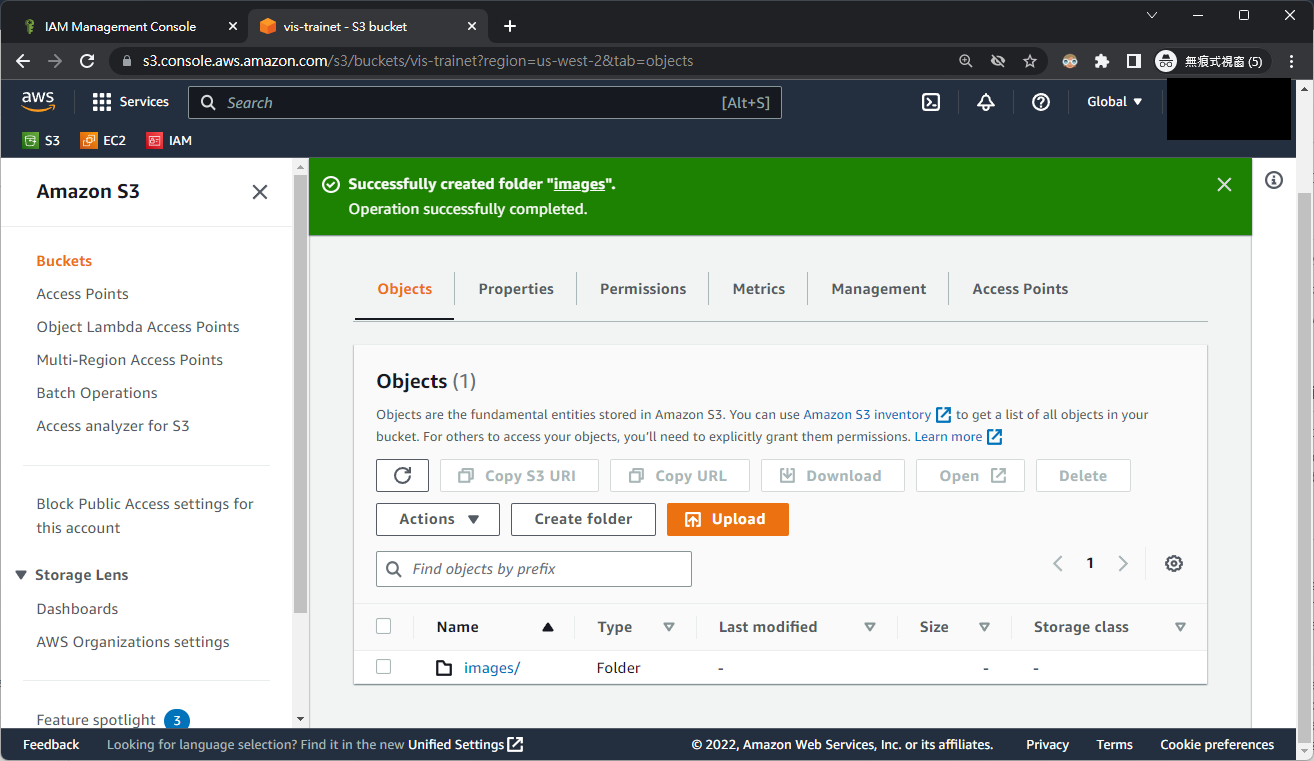 IAM Management Console
vis-trainet - S3 bucket
s3.console.aws.amazon.com/s3/buckets/vis-trainet?region=us-west-2&tab=objects
無痕式視窗 (5)
aws
Services
Search
[Alt+S]
Global
S3
EC2
IAM
Amazon S3
Buckets
Access Points
Object Lambda Access Points
Multi-Region Access Points
Batch Operations
Access analyzer for S3
Block Public Access settings for
this account
Storage Lens
Dashboards
AWS Organizations settings
Feature spotlight 3
Successfully created folder "images".
Operation successfully completed.
Objects
Properties
Permissions
Metrics
Management
Access Points
Objects (1)
Objects are the fundamental entities stored in Amazon S3. You can use Amazon S3 inventory to get a list of all objects in your
bucket. For others to access your objects, you'll need to explicitly grant them permissions. Learn more
Copy S3 URI
Copy URL
Download
Open
Delete
Actions
Create folder
Upload
Find objects by prefix
1
Name
Type
Last modified
Size
Storage class
images/
Folder
-
-
-
Feedback
Looking for language selection? Find it in the new Unified Settings
© 2022, Amazon Web Services, Inc. or its affiliates.
Privacy
Terms
Cookie preferences